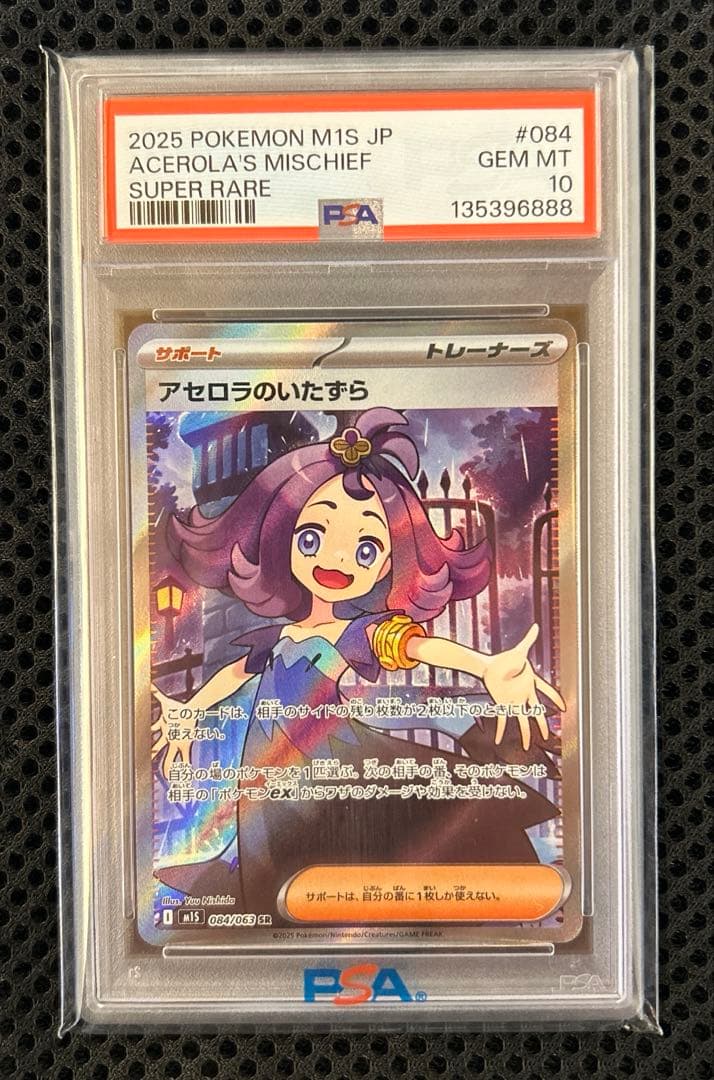 2025 POKEMON M1S JP #084
ACEROLA'S MISCHIEF GEM MT
SUPER RARE 10
PSA 135396888
サポート トレーナーズ
アセロラのいたずら
このカードは、相手のサイドの残り枚数が2枚以下のときにしか
使えない。
自分の場のポケモンを1匹選ぶ。次の相手の番、そのポケモンは
相手の「ポケモンex」からワザのダメージや効果を受けない。
サポートは、自分の番に1枚しか使えない。
Illus. Yuu Nishida
I M1S 084/063 SR
©2025 Pokémon/Nintendo/Creatures/GAME FREAK.
PSA®
PSA